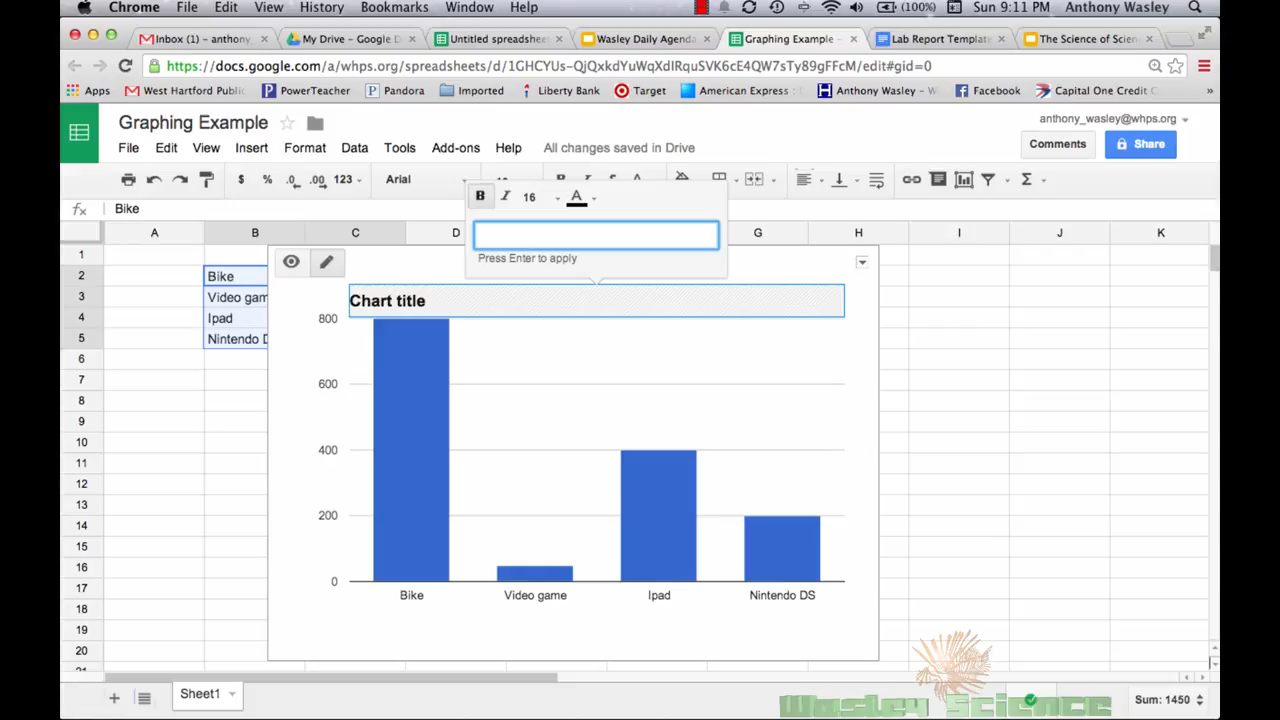 Chrome File Edit View History Bookmarks Window Help (100%) Sun 9:11 PM Anthony Wasley
Inbox (1) – anthony. My Drive – Google D Untitled spreadsheets Wasley Daily Agenda Graphing Example – Lab Report Template The Science of Scien
https://docs.google.com/a/whps.org/spreadsheets/d/1GHCYUs-QjQxkdYuWqXdIRquSVK6cE4QW7sTy89gFFcM/edit#gid=0
Apps West Hartford Public PowerTeacher Pandora Imported Liberty Bank Target American Express : Anthony Wasley – W Facebook Capital One Credit C »
Graphing Example
anthony_wasley@whps.org
File Edit View Insert Format Data Tools Add-ons Help All changes saved in Drive
Comments Share
$ % .0 .00 123 Arial
B I 16 A
fx Bike
Press Enter to apply
A B C D G H I J K
1
2 Bike
3 Video gam
4 Ipad
5 Nintendo D
6
7
8
9
10
11
12
13
14
15
16
17
18
19
20
Chart title
800
600
400
200
0
Bike Video game Ipad Nintendo DS
Sheet1
Wasley Science
Sum: 1450